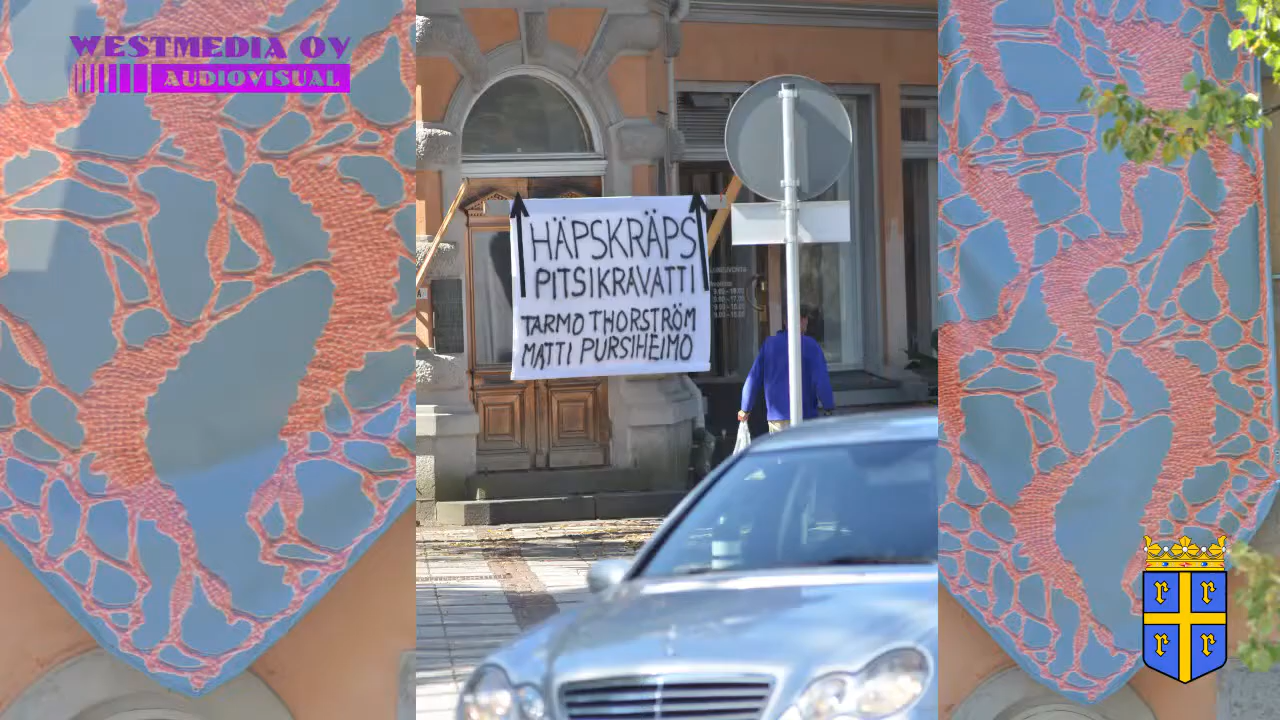 WESTMEDIA OY
AUDIOVISUAL
HÄPSKRÄPS
PITSIKRAVATTI
TARMO THORSTRÖM
MATTI PURSIHEIMO
r r
r r